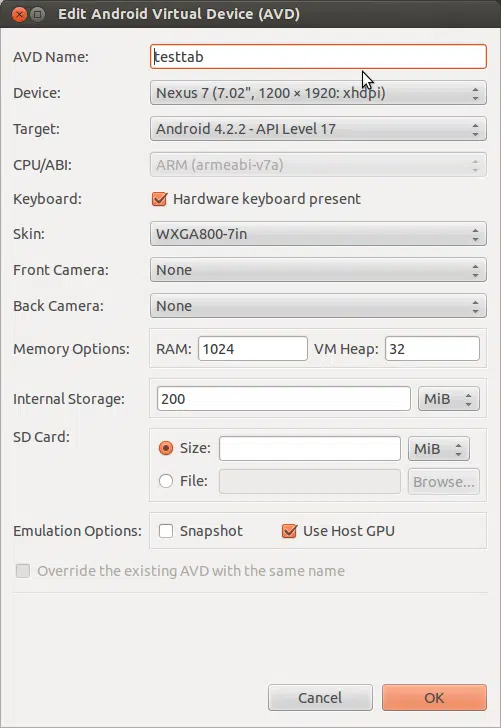 Edit Android Virtual Device (AVD)
AVD Name: testtab
Device: Nexus 7 (7.02", 1200 × 1920: xhdpi)
Target: Android 4.2.2 - API Level 17
CPU/ABI: ARM (armeabi-v7a)
Keyboard: Hardware keyboard present
Skin: WXGA800-7in
Front Camera: None
Back Camera: None
Memory Options: RAM: 1024 VM Heap: 32
Internal Storage: 200 MiB
SD Card:
Size: MiB
File: Browse...
Emulation Options: Snapshot Use Host GPU
Override the existing AVD with the same name
Cancel OK